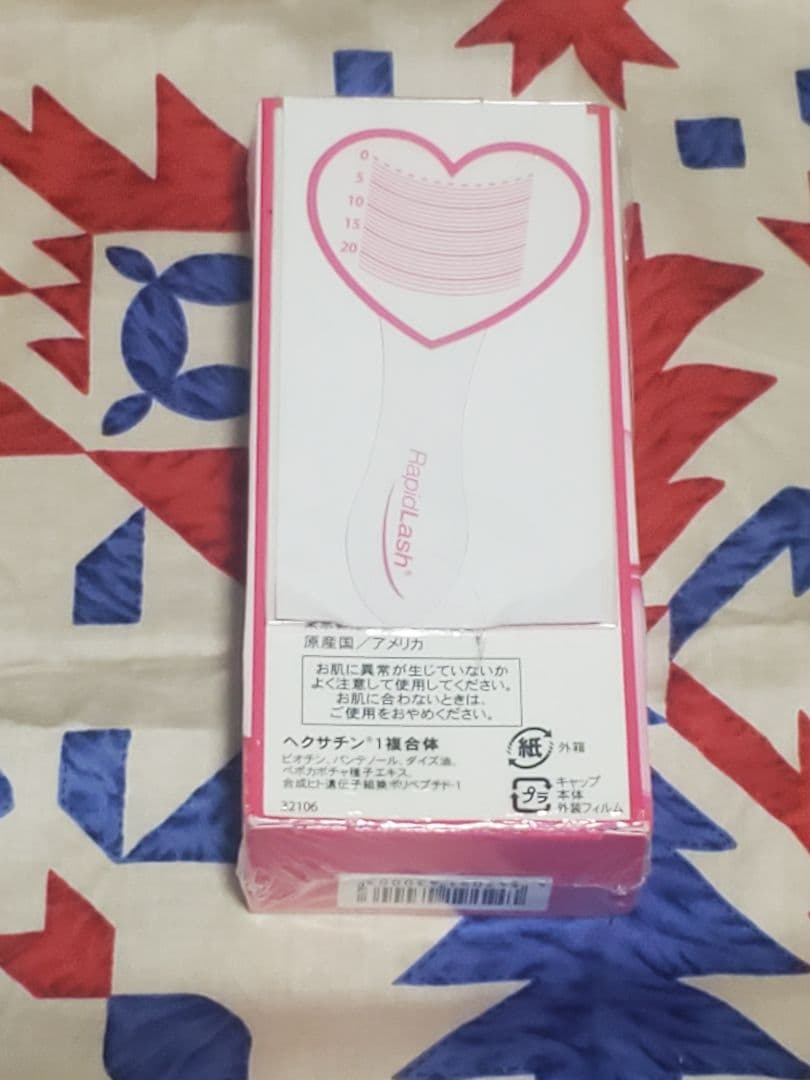 0
5
10
15
20
RapidLash®
原産国／アメリカ
お肌に異常が生じていないか
よく注意して使用してください。
お肌に合わないときは、
ご使用をおやめください。
ヘクサチン®1複合体
ビオチン、パンテノール、ダイズ油、
ペポカボチャ種子エキス、
合成ヒト遺伝子組換ポリペプチド-1
紙 外箱
プラ キャップ
本体
外装フィルム
32106